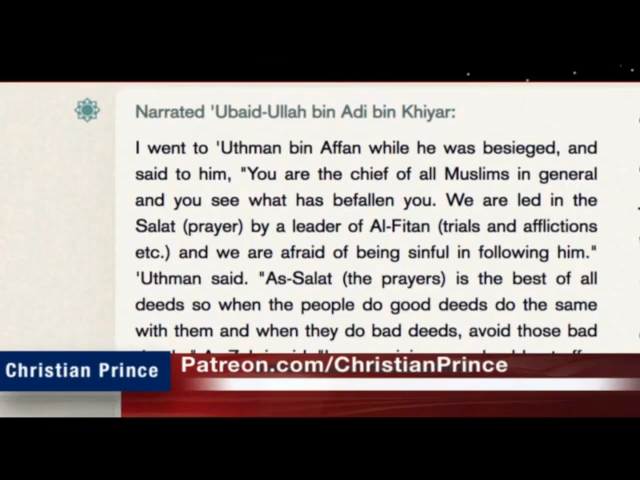 Narrated 'Ubaid-Ullah bin Adi bin Khiyar:
I went to 'Uthman bin Affan while he was besieged, and
said to him, "You are the chief of all Muslims in general
and you see what has befallen you. We are led in the
Salat (prayer) by a leader of Al-Fitan (trials and afflictions
etc.) and we are afraid of being sinful in following him."
'Uthman said. "As-Salat (the prayers) is the best of all
deeds so when the people do good deeds do the same
with them and when they do bad deeds, avoid those bad
Christian Prince
Patreon.com/ChristianPrince